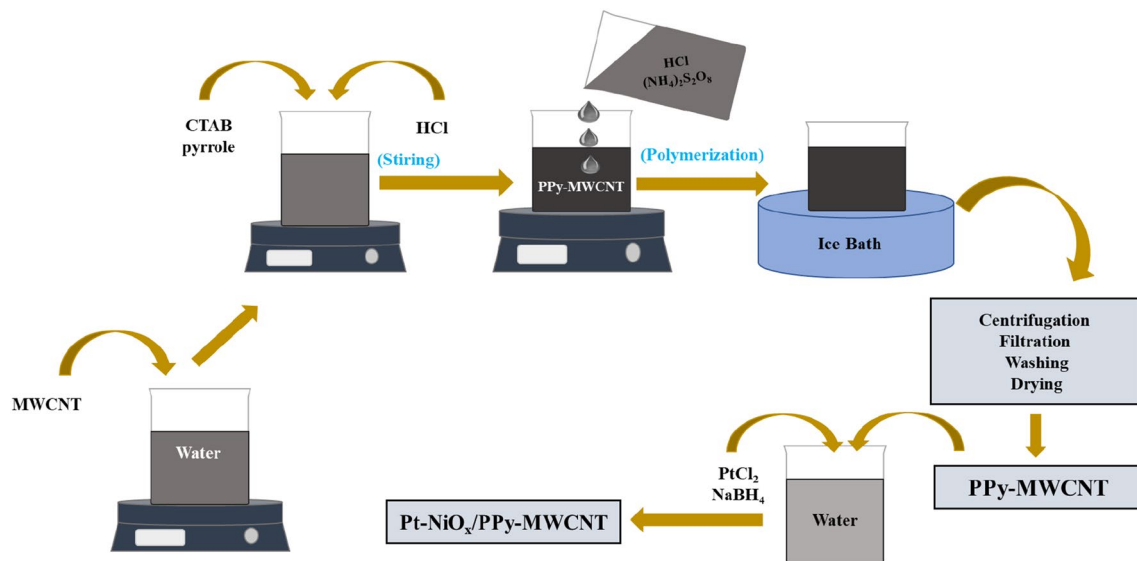 MWCNT
Water
CTAB
pyrrole
HCl
(Stiring)
HCl
(NH₄)₂S₂O₈
PPy-MWCNT
(Polymerization)
Ice Bath
Centrifugation
Filtration
Washing
Drying
PPy-MWCNT
PtCl₂
NaBH₄
Water
Pt-NiOₓ/PPy-MWCNT